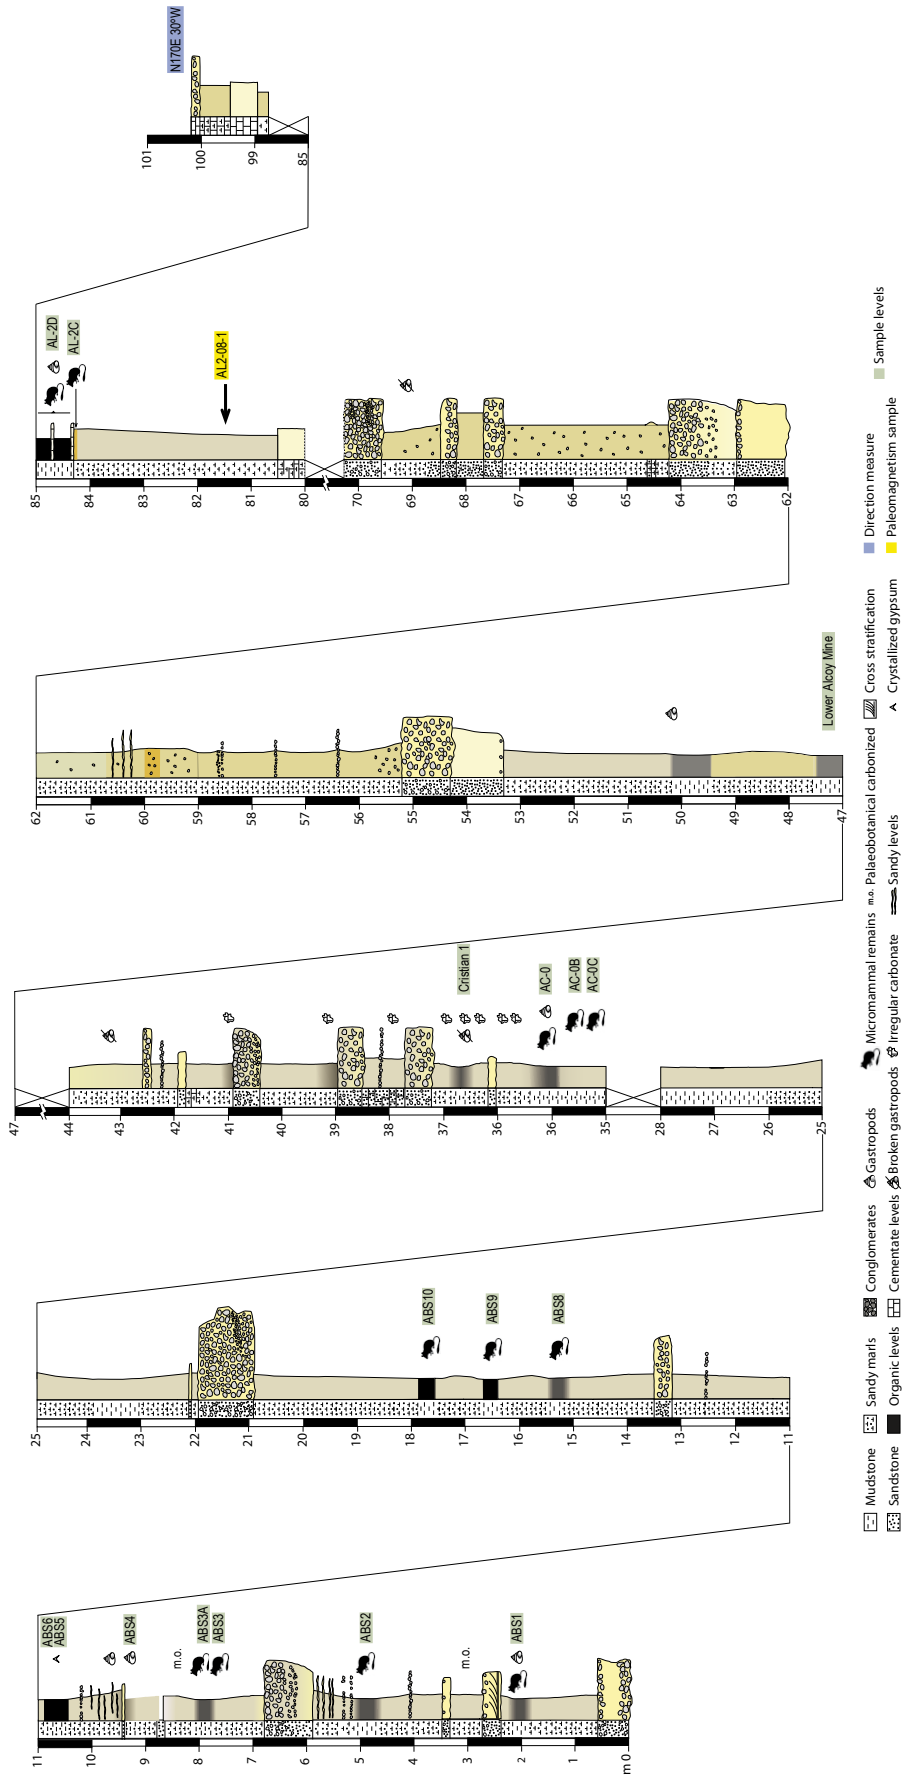 N170E 30ºW
101
100
99
85
AL-2D
AL-2C
AL2-08-1
85
84
83
82
81
80
70
69
68
67
66
65
64
63
62
Lower Alcoy Mine
62
61
60
59
58
57
56
55
54
53
52
51
50
49
48
47
Cristian 1
AC-0
AC-0B
AC-0C
47
44
43
42
41
40
39
38
37
36
36
35
28
27
26
25
ABS10
ABS9
ABS8
25
24
23
22
21
20
19
18
17
16
15
14
13
12
11
ABS6
ABS5
ABS4
m.o.
ABS3A
ABS3
ABS2
m.o.
ABS1
11
10
9
8
7
6
5
4
3
2
1
m 0
Mudstone
Sandy marls
Conglomerates
Gastropods
Micromammal remains
m.o. Palaeobotanical carbonized
Cross stratification
Direction measure
Sample levels
Sandstone
Organic levels
Cementate levels
Broken gastropods
Irregular carbonate
Sandy levels
Crystallized gypsum
Paleomagnetism sample